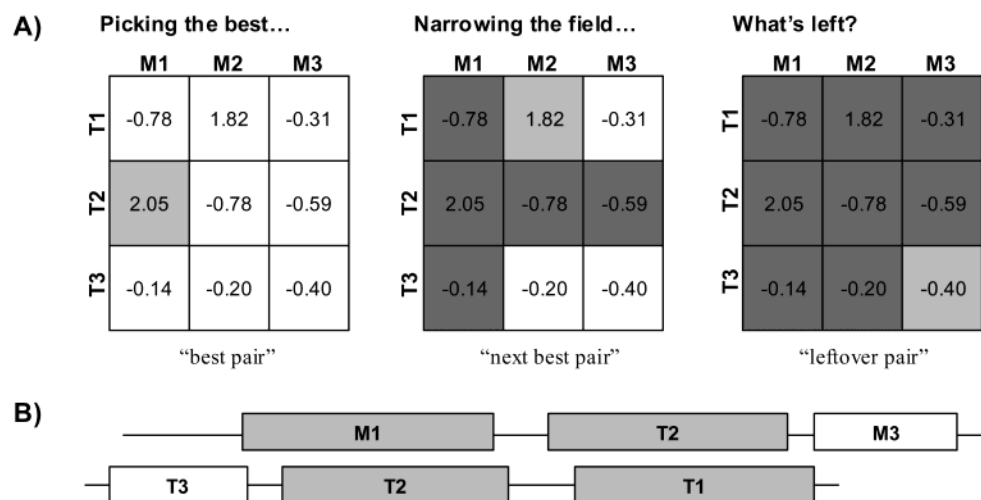 A)
Picking the best… Narrowing the field… What's left?
M1 M2 M3 M1 M2 M3 M1 M2 M3
T1 -0.78 1.82 -0.31 T1 -0.78 1.82 -0.31 T1 -0.78 1.82 -0.31
T2 2.05 -0.78 -0.59 T2 2.05 -0.78 -0.59 T2 2.05 -0.78 -0.59
T3 -0.14 -0.20 -0.40 T3 -0.14 -0.20 -0.40 T3 -0.14 -0.20 -0.40
“best pair” “next best pair” “leftover pair”
B)
M1 T2 M3
T3 T2 T1